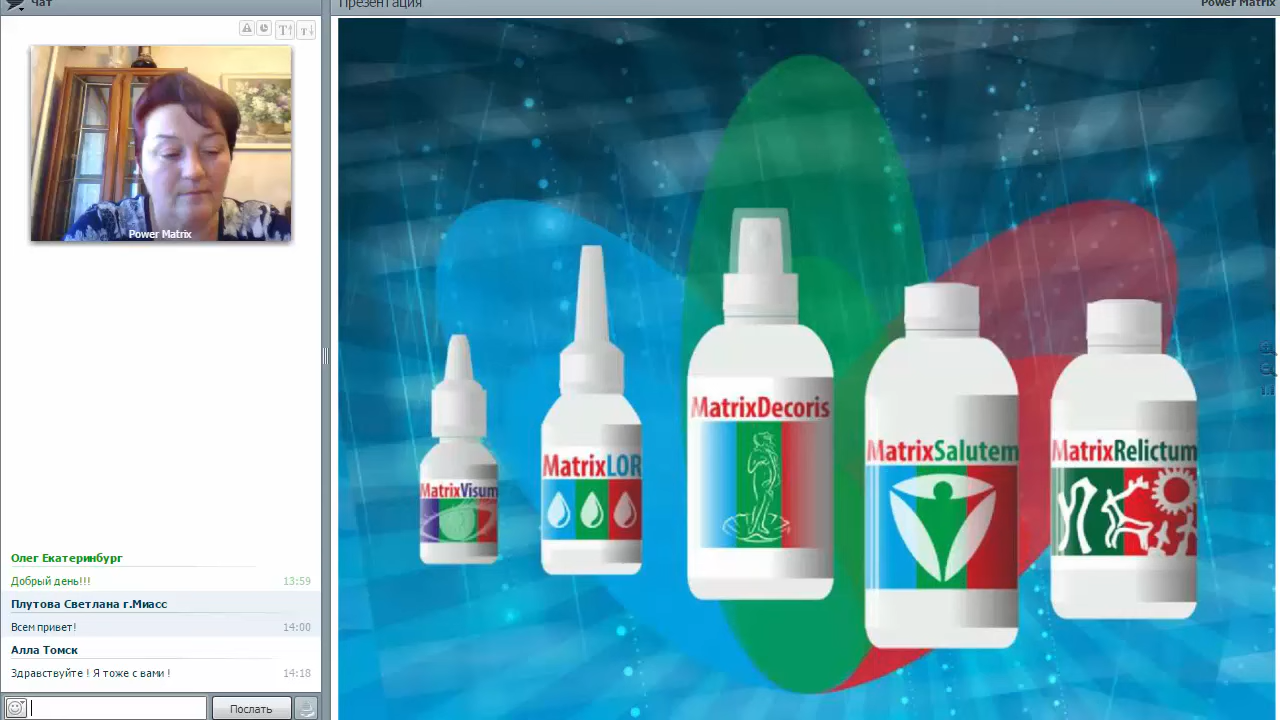 Чат
Презентация
Power Matrix
Power Matrix
MatrixVisum
MatrixLOR
MatrixDecoris
MatrixSalutem
MatrixRelictum
Олег Екатеринбург
Добрый день!!! 13:59
Плутова Светлана г.Миасс
Всем привет! 14:00
Алла Томск
Здравствуйте ! Я тоже с вами ! 14:18
Послать